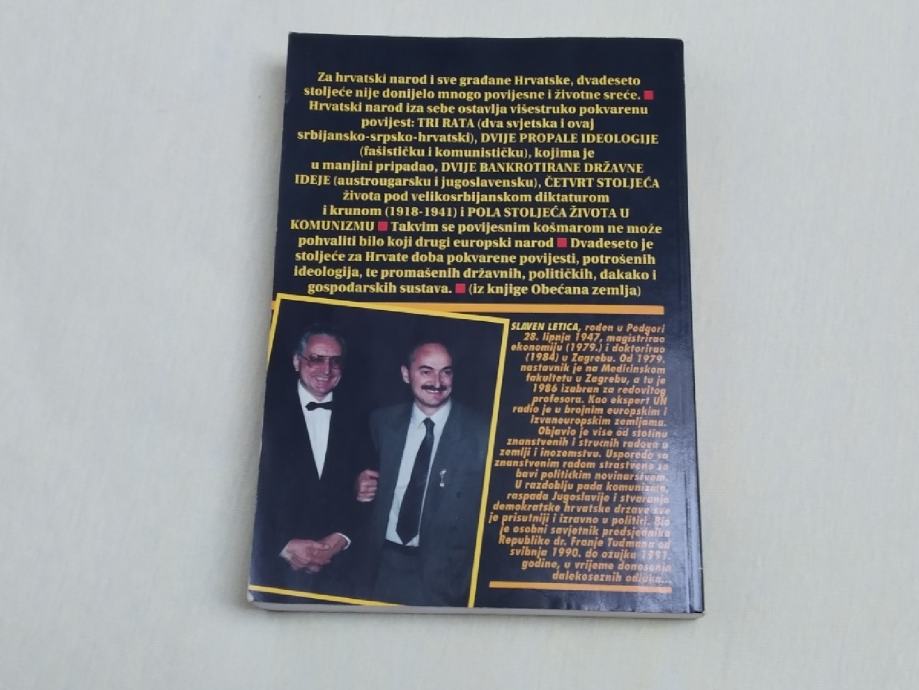 Za hrvatski narod i sve građane Hrvatske, dvadeseto
stoljeće nije donijelo mnogo povijesne i životne sreće. ■
Hrvatski narod iza sebe ostavlja višestruko pokvarenu
povijest: TRI RATA (dva svjetska i ovaj
srbijansko-srpsko-hrvatski), DVIJE PROPALE IDEOLOGIJE
(fašističku i komunističku), kojima je
u manjini pripadao, DVIJE BANKROTIRANE DRŽAVNE
IDEJE (austrougarsku i jugoslavensku), ČETVRT STOLJEĆA
života pod velikosrbijanskom diktaturom
i krunom (1918-1941) i POLA STOLJEĆA ŽIVOTA U
KOMUNIZMU ■ Takvim se povijesnim košmarom ne može
pohvaliti bilo koji drugi europski narod ■ Dvadeseto je
stoljeće za Hrvate doba pokvarene povijesti, potrošenih
ideologija, te promašenih državnih, političkih, dakako i
gospodarskih sustava. ■ (iz knjige Obećana zemlja)
SLAVEN LETICA, rođen u Podgori
28. lipnja 1947, magistrirao
ekonomiju (1979.) i doktorirao
(1984) u Zagrebu. Od 1979.
nastavnik je na Medicinskom
fakultetu u Zagrebu, a tu je
1986 izabran za redovitog
profesora. Kao ekspert UN
radio je u brojnim europskim i
izvaneuropskim zemljama.
Objavio je više od stotinu
znanstvenih i stručnih radova u
zemlji i inozemstvu. Usporedo sa
znanstvenim radom strastveno se
bavi političkim novinarstvom.
U razdoblju pada komunizma,
raspada Jugoslavije i stvaranja
demokratske hrvatske države sve
je prisutniji i izravno u politici. Bio
je osobni savjetnik predsjednika
Republike dr. Franje Tuđmana od
svibnja 1990. do ožujka 1991.
godine, u vrijeme donošenja
dalekosežnih odluka...